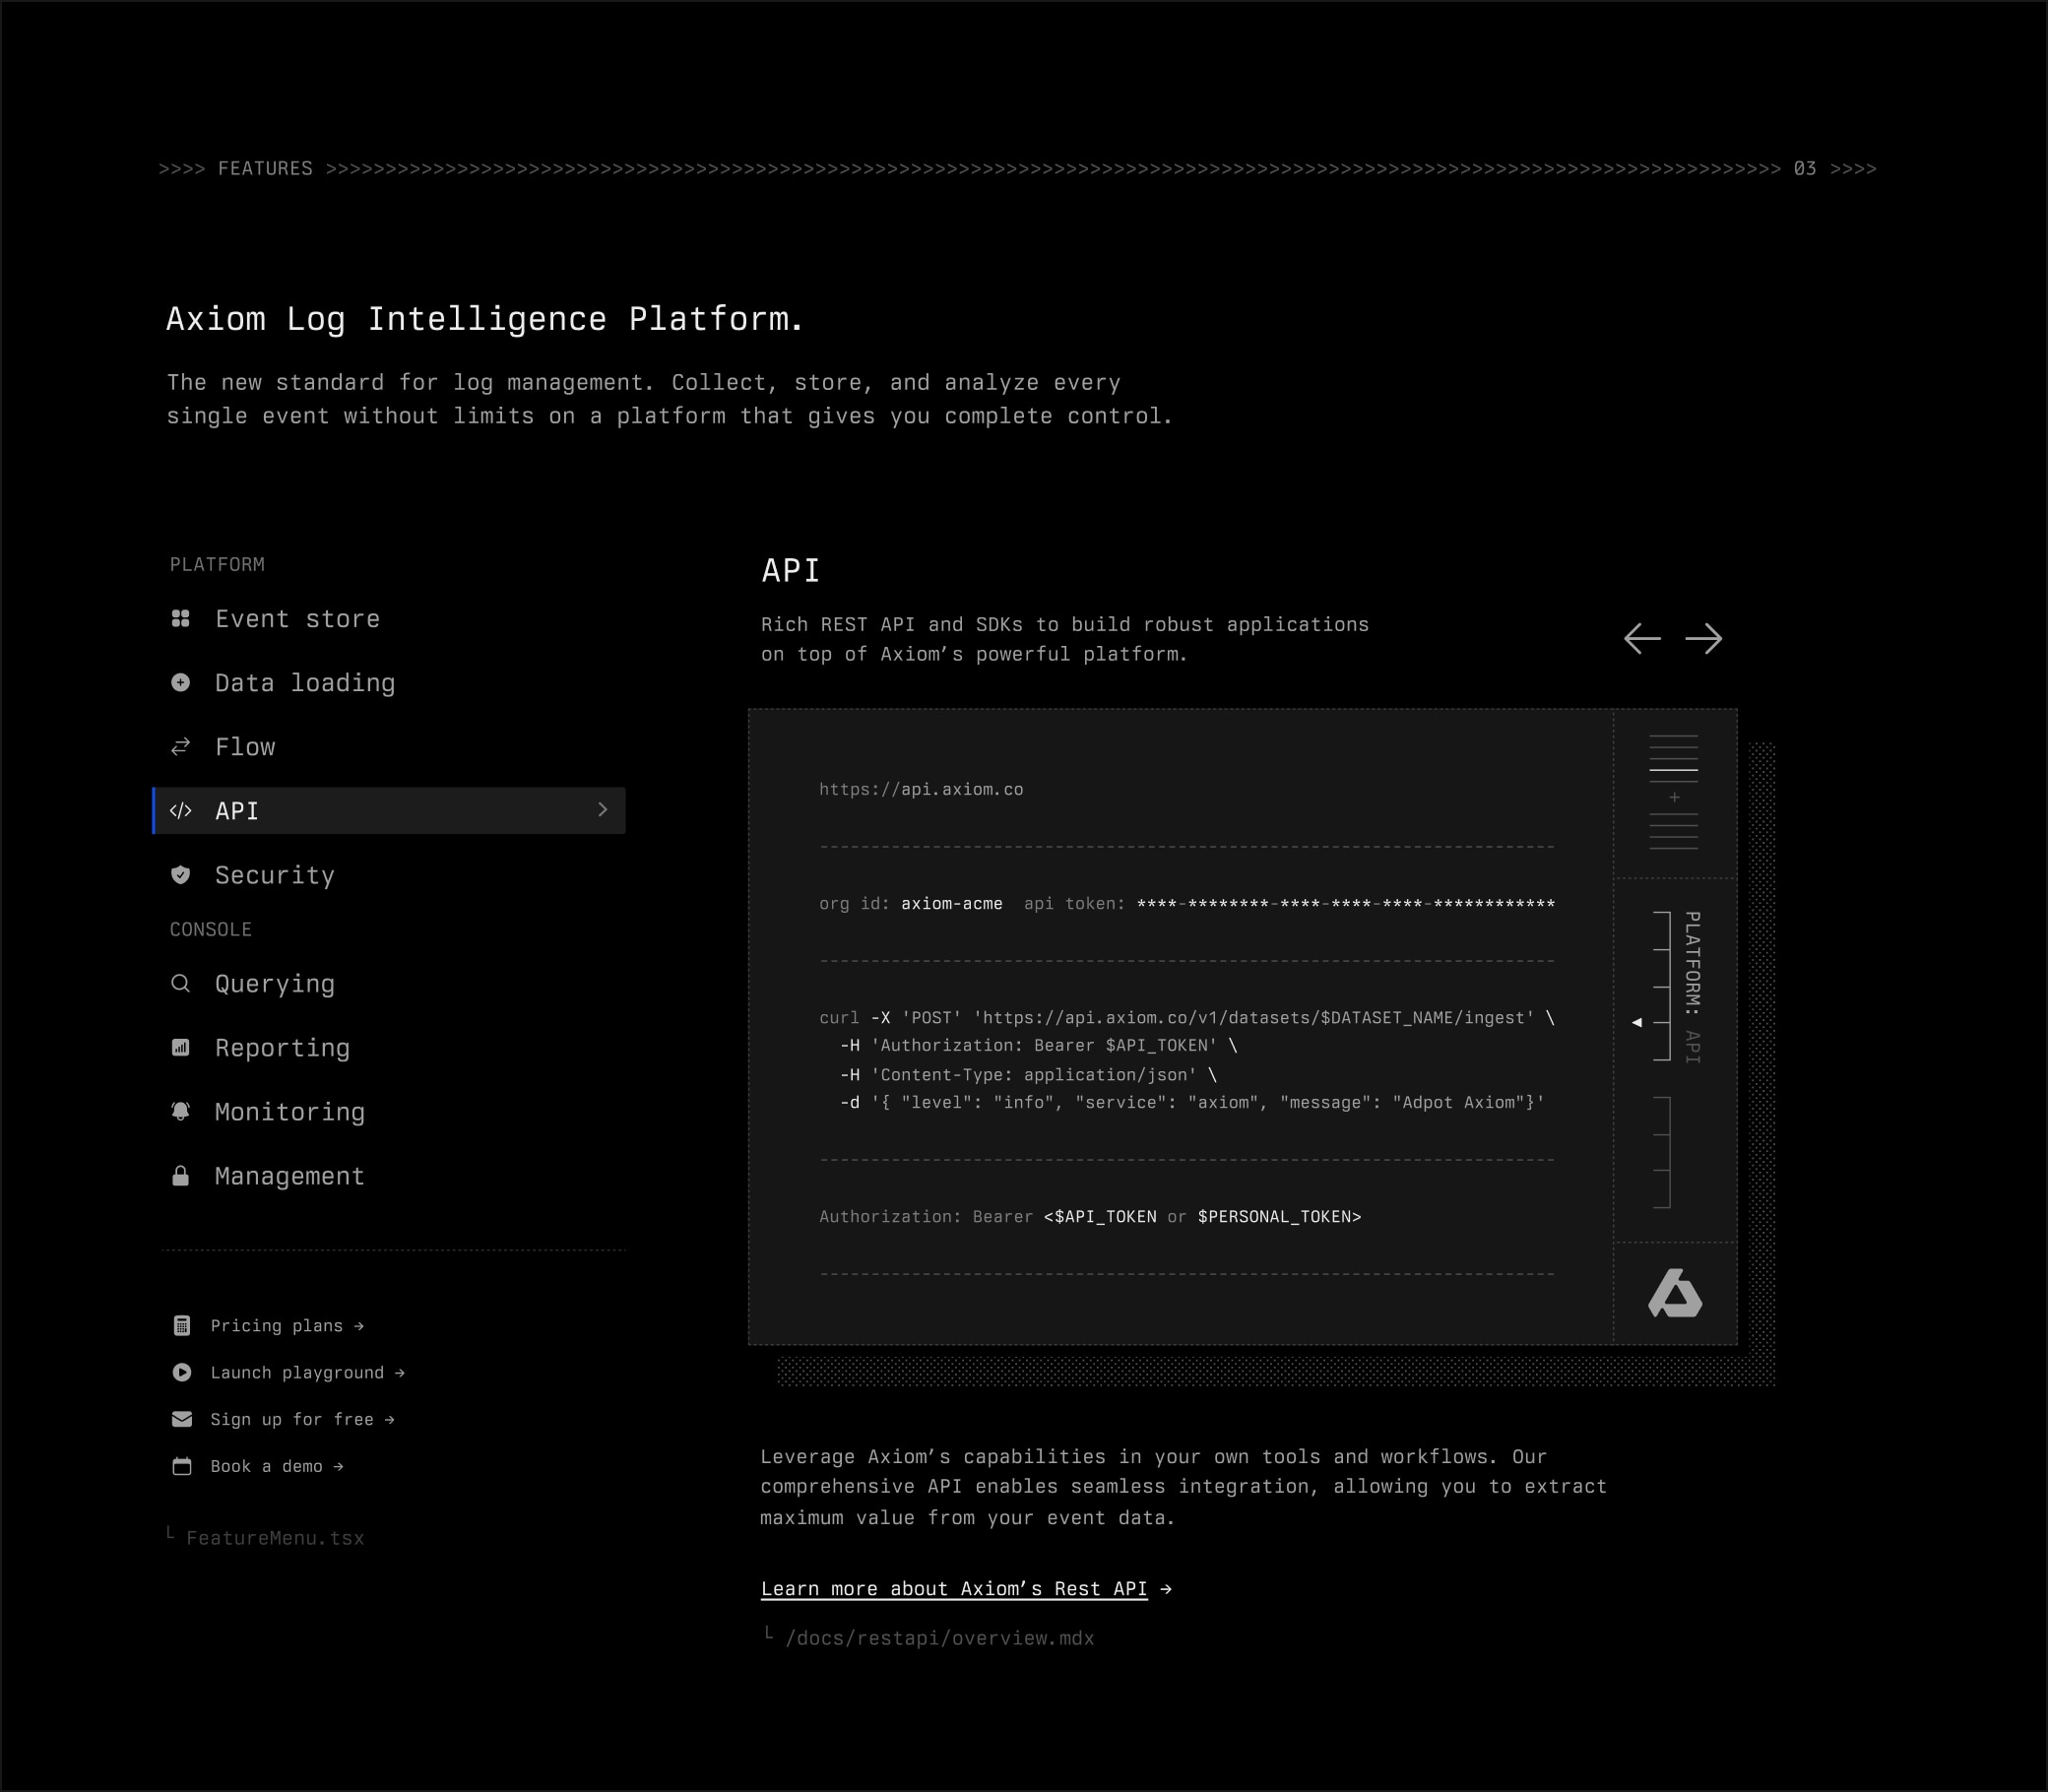 >>>> FEATURES >>>>>>>>>>>>>>>>>>>>>>>>>>>>>>>>>>>>>>>>>>>>>>>>>>>>>>>>>>>>>>>>>>>>>>>>>>>>>>>>>>>>>>>>>>>>>>>>>>>>>>>>>>>>>>>>>>>>>>>>>> 03 >>>>
Axiom Log Intelligence Platform.
The new standard for log management. Collect, store, and analyze every
single event without limits on a platform that gives you complete control.
PLATFORM
Event store
Data loading
Flow
API
Security
CONSOLE
Querying
Reporting
Monitoring
Management
Pricing plans →
Launch playground →
Sign up for free →
Book a demo →
└ FeatureMenu.tsx
API
Rich REST API and SDKs to build robust applications
on top of Axiom’s powerful platform.
https://api.axiom.co
org id: axiom-acme  api token: ****-********-****-****-****-************
curl -X 'POST' 'https://api.axiom.co/v1/datasets/$DATASET_NAME/ingest' \
-H 'Authorization: Bearer $API_TOKEN' \
-H 'Content-Type: application/json' \
-d '{ "level": "info", "service": "axiom", "message": "Adpot Axiom"}'
Authorization: Bearer <$API_TOKEN or $PERSONAL_TOKEN>
PLATFORM: API
Leverage Axiom’s capabilities in your own tools and workflows. Our
comprehensive API enables seamless integration, allowing you to extract
maximum value from your event data.
Learn more about Axiom’s Rest API →
└ /docs/restapi/overview.mdx